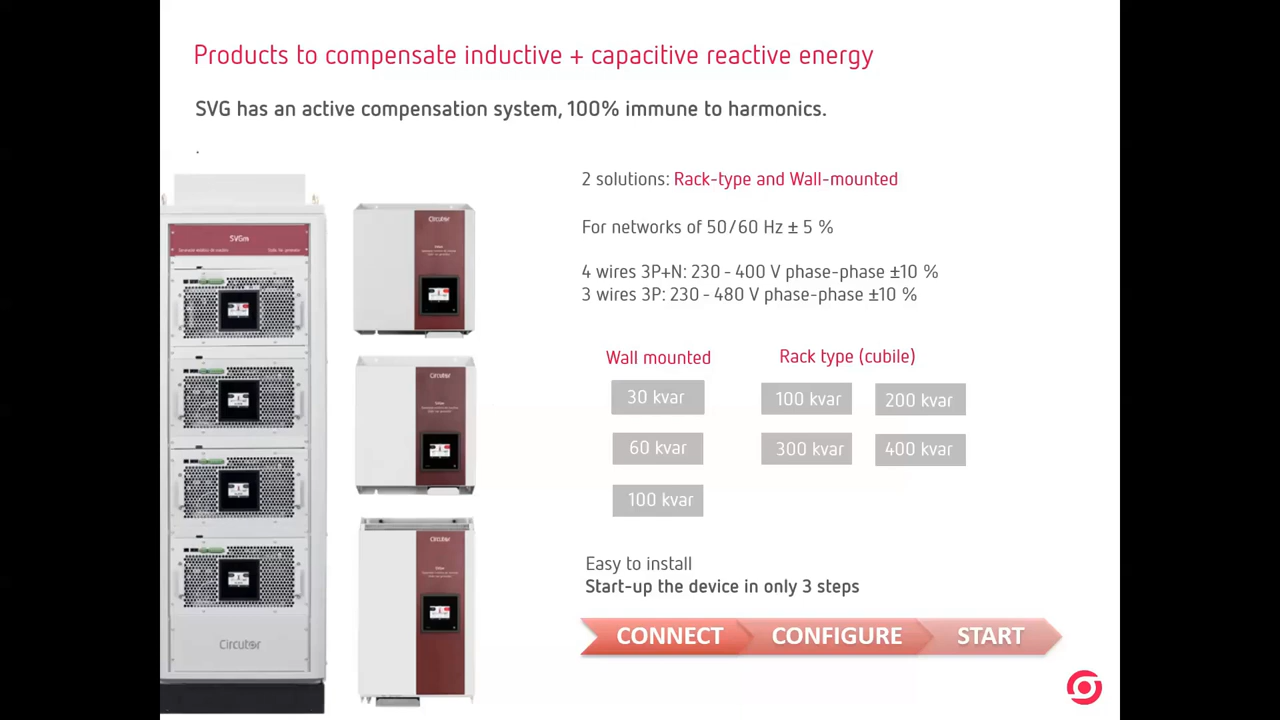 Products to compensate inductive + capacitive reactive energy
SVG has an active compensation system, 100% immune to harmonics.
.
2 solutions: Rack-type and Wall-mounted
For networks of 50/60 Hz ± 5 %
4 wires 3P+N: 230 - 400 V phase-phase ±10 %
3 wires 3P: 230 - 480 V phase-phase ±10 %
Wall mounted
Rack type (cubile)
30 kvar
100 kvar
200 kvar
60 kvar
300 kvar
400 kvar
100 kvar
Easy to install
Start-up the device in only 3 steps
CONNECT
CONFIGURE
START
SVGm
Circutor
Circutor
Circutor
Circutor